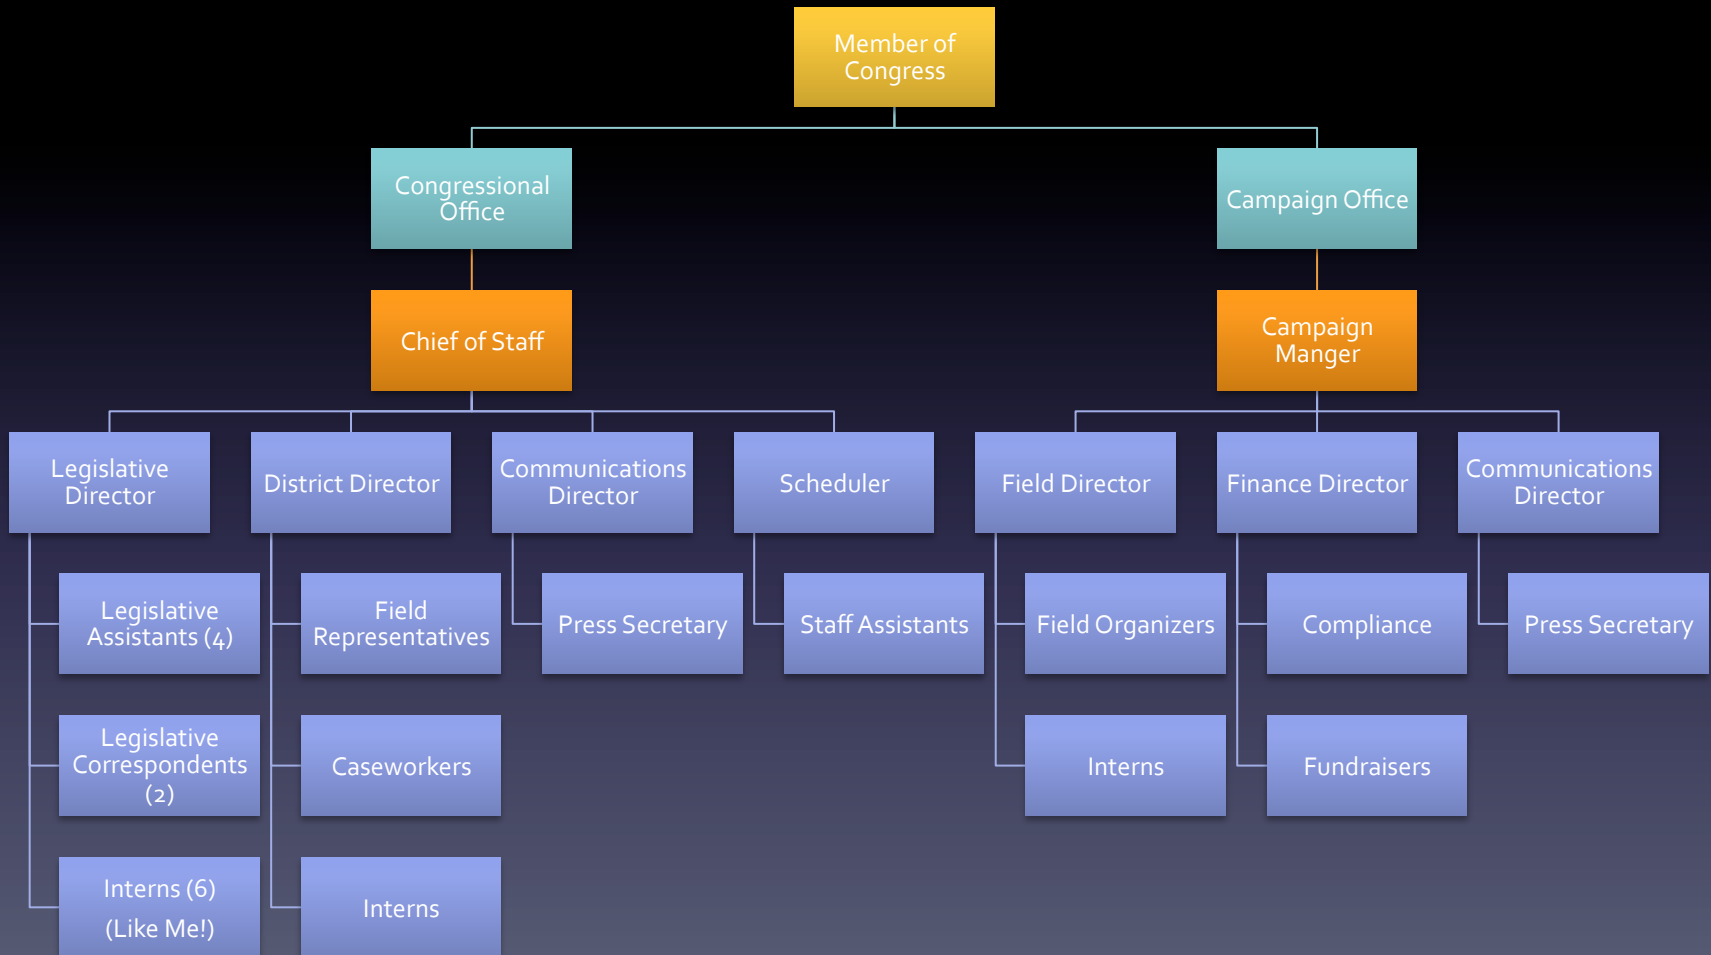 Member of
Congress
Congressional
Office
Campaign Office
Chief of Staff
Campaign
Manger
Legislative
Director
District Director
Communications
Director
Scheduler
Field Director
Finance Director
Communications
Director
Legislative
Assistants (4)
Field
Representatives
Press Secretary
Staff Assistants
Field Organizers
Compliance
Press Secretary
Legislative
Correspondents
(2)
Caseworkers
Interns
Fundraisers
Interns (6)
(Like Me!)
Interns